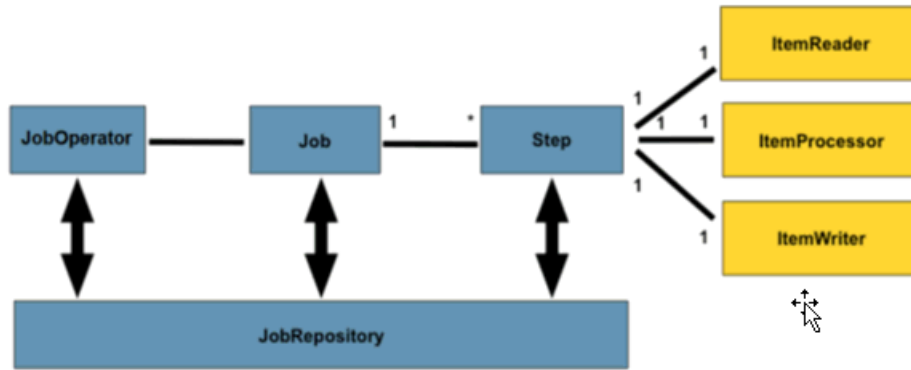 ItemReader
1
1
JobOperator
Job
1
*
Step
1
1
ItemProcessor
1
1
ItemWriter
JobRepository